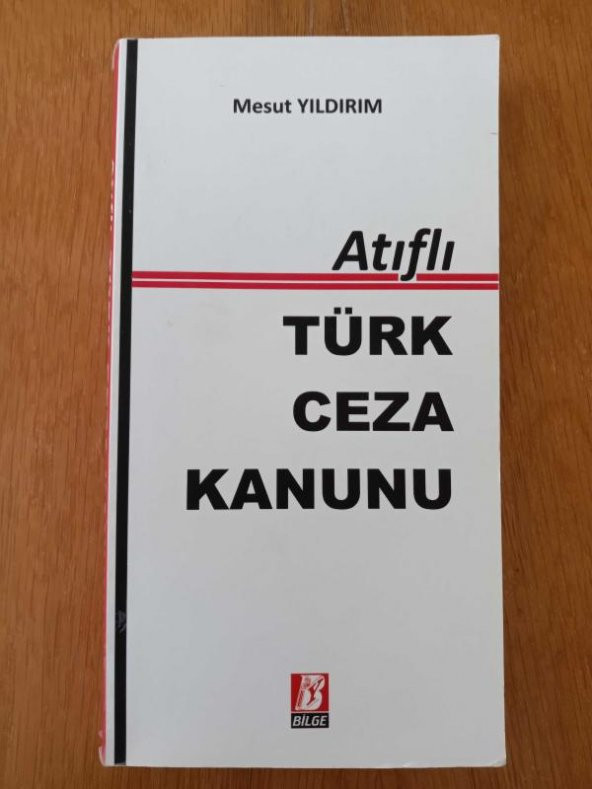 Mesut YILDIRIM
Atıflı
TÜRK
CEZA
KANUNU
BİLGE